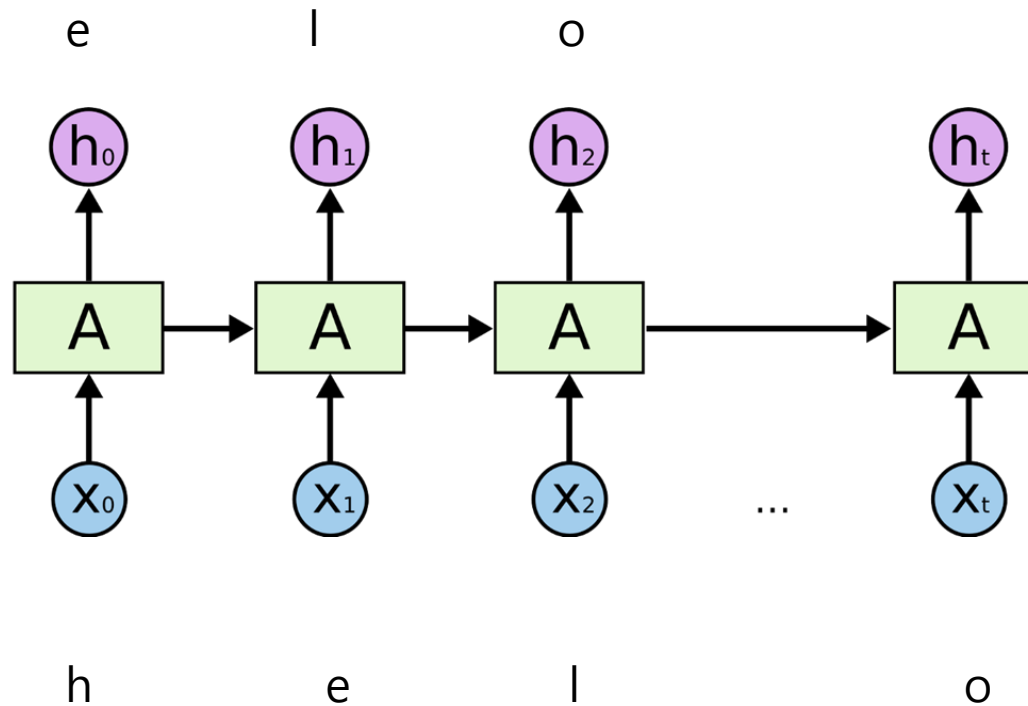 e l o
h₀ h₁ h₂ hₜ
A A A A
x₀ x₁ x₂ ... xₜ
h e l o